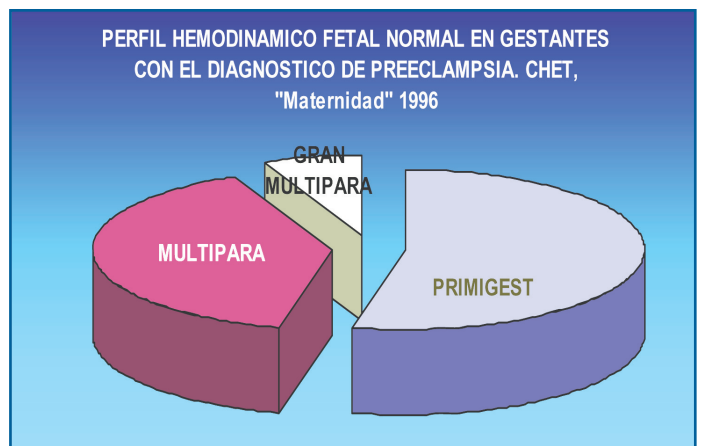 PERFIL HEMODINAMICO FETAL NORMAL EN GESTANTES
CON EL DIAGNOSTICO DE PREECLAMPSIA. CHET,
"Maternidad" 1996
GRAN
MULTIPARA
MULTIPARA
PRIMIGEST